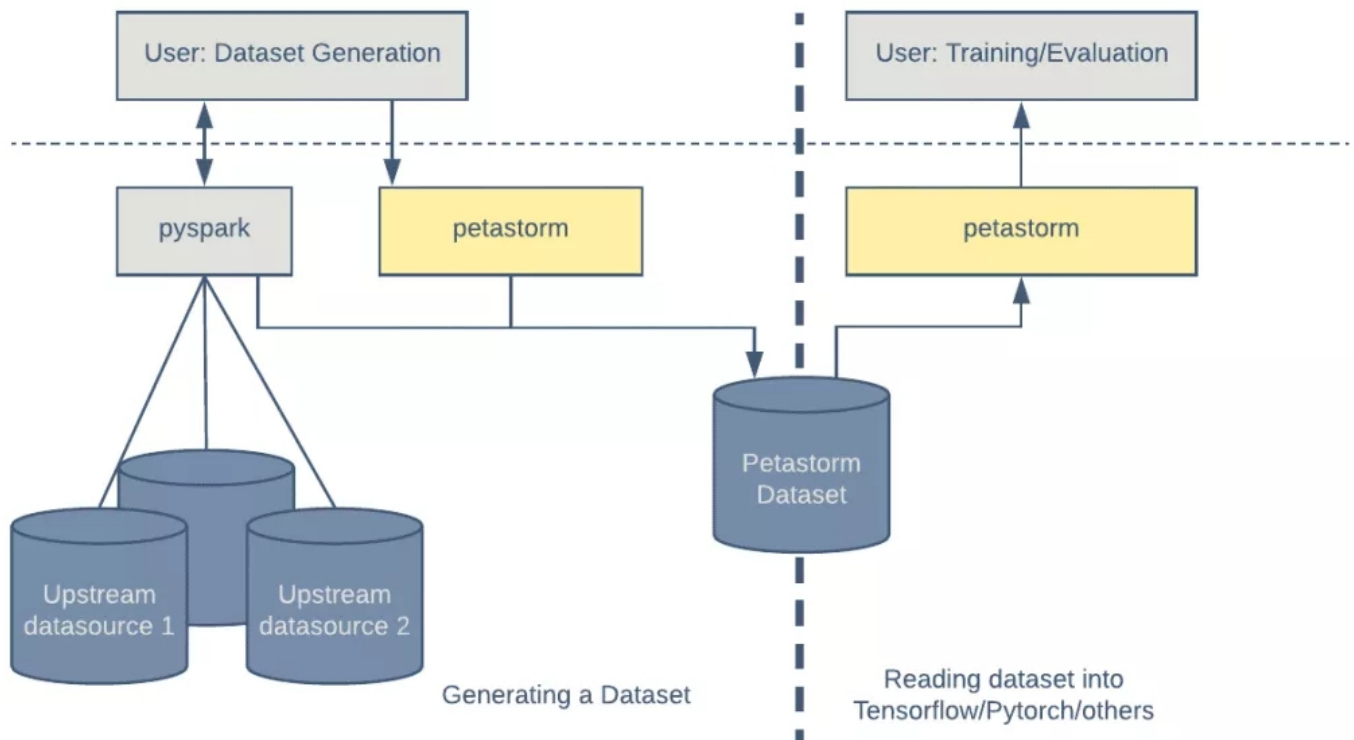 User: Dataset Generation
User: Training/Evaluation
pyspark
petastorm
petastorm
Petastorm
Dataset
Upstream
datasource 1
Upstream
datasource 2
Generating a Dataset
Reading dataset into
Tensorflow/Pytorch/others